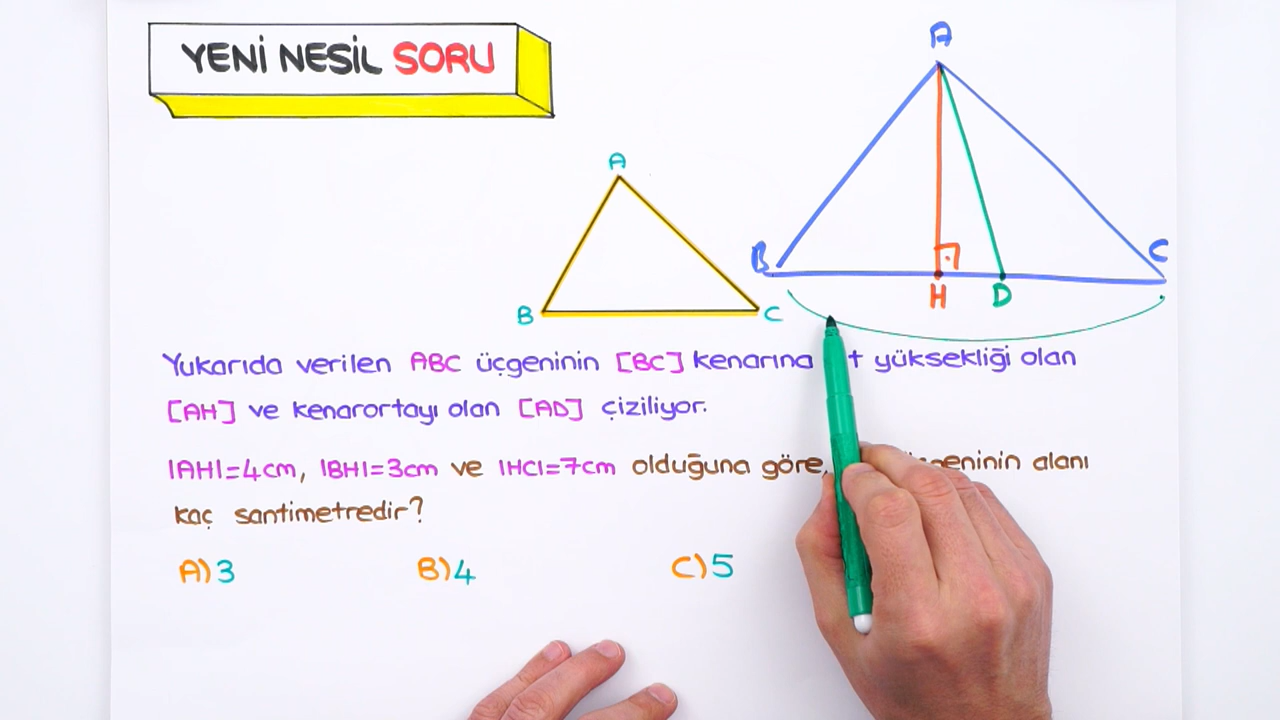 YENİ NESİL SORU
A
B
C
A
B
H
D
C
Yukarıda verilen ABC üçgeninin [BC] kenarına yüksekliği olan
[AH] ve kenarortayı olan [AD] çiziliyor.
|AH|=4cm, |BH|=3cm ve |HC|=7cm olduğuna göre, alanı
kaç santimetredir?
A) 3
B) 4
C) 5